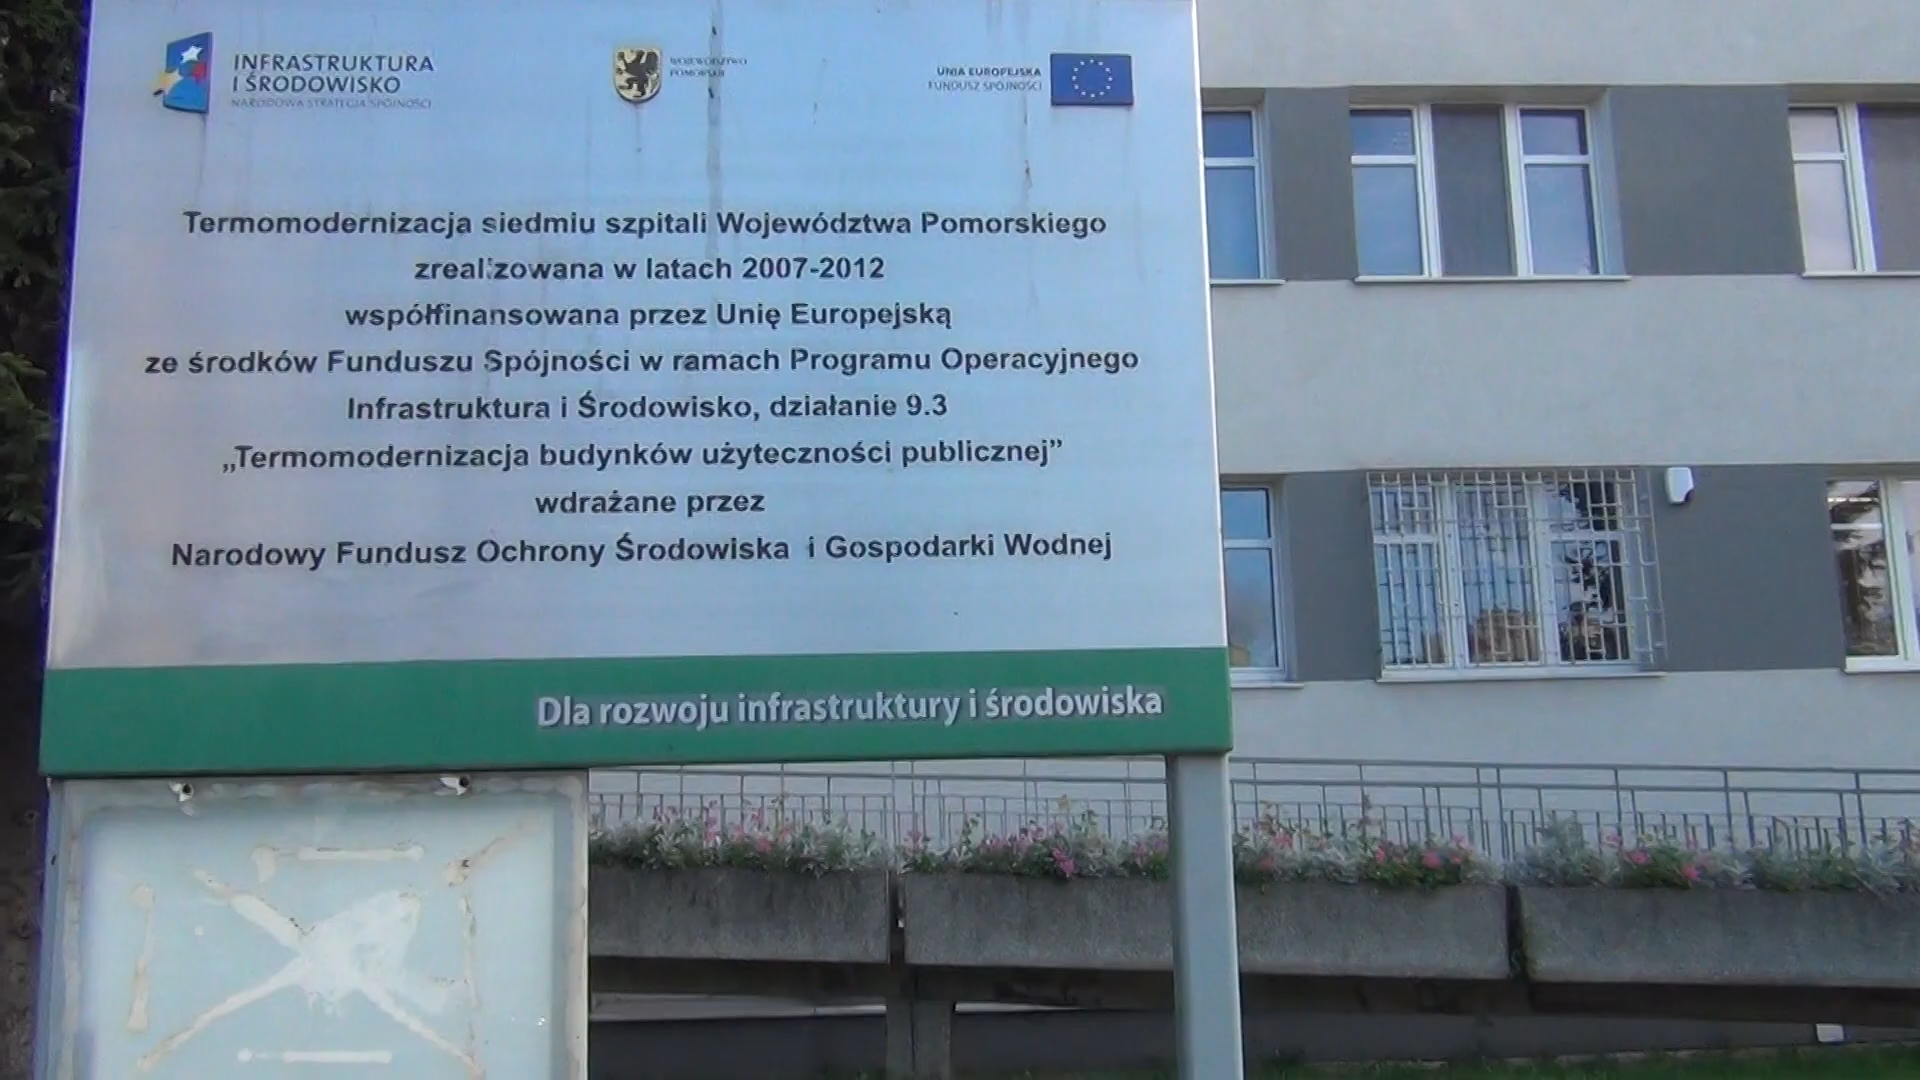 INFRASTRUKTURA
I ŚRODOWISKO
NARODOWA STRATEGIA SPÓJNOŚCI
WOJEWÓDZTWO
POMORSKIE
UNIA EUROPEJSKA
FUNDUSZ SPÓJNOŚCI
Termomodernizacja siedmiu szpitali Województwa Pomorskiego
zrealizowana w latach 2007-2012
współfinansowana przez Unię Europejską
ze środków Funduszu Spójności w ramach Programu Operacyjnego
Infrastruktura i Środowisko, działanie 9.3
„Termomodernizacja budynków użyteczności publicznej”
wdrażane przez
Narodowy Fundusz Ochrony Środowiska i Gospodarki Wodnej
Dla rozwoju infrastruktury i środowiska